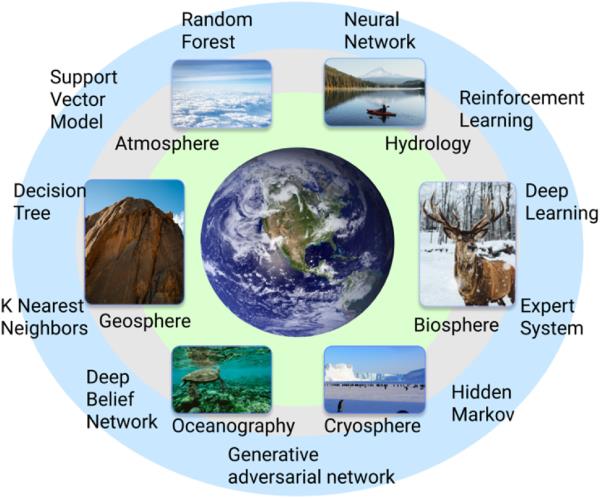 Random
Forest
Neural
Network
Support
Vector
Model
Reinforcement
Learning
Atmosphere
Hydrology
Decision
Tree
Deep
Learning
K Nearest
Neighbors
Geosphere
Biosphere
Expert
System
Deep
Belief
Network
Hidden
Markov
Oceanography
Cryosphere
Generative
adversarial network